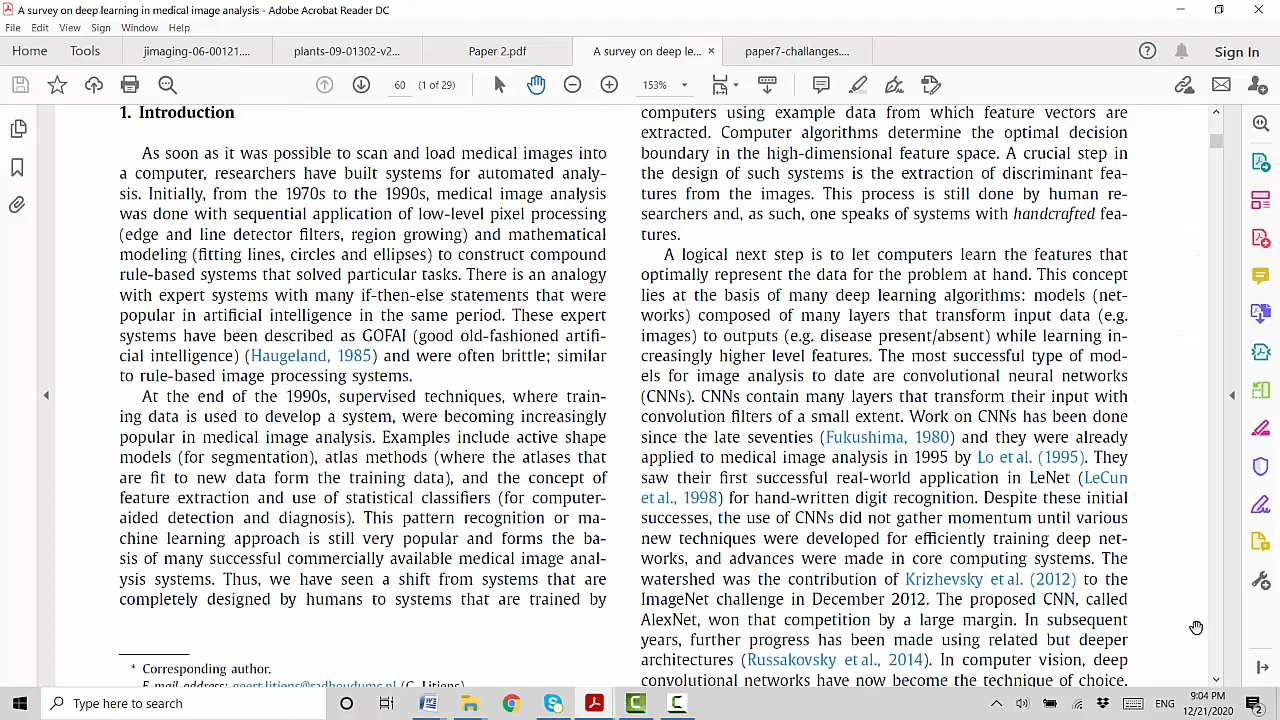 A survey on deep learning in medical image analysis - Adobe Acrobat Reader DC
File Edit View Sign Window Help
Home Tools jimaging-06-00121.... plants-09-01302-v2... Paper 2.pdf A survey on deep le... × paper7-challanges.... Sign In
60 (1 of 29) 153%
1. Introduction
As soon as it was possible to scan and load medical images into
a computer, researchers have built systems for automated analy-
sis. Initially, from the 1970s to the 1990s, medical image analysis
was done with sequential application of low-level pixel processing
(edge and line detector filters, region growing) and mathematical
modeling (fitting lines, circles and ellipses) to construct compound
rule-based systems that solved particular tasks. There is an analogy
with expert systems with many if-then-else statements that were
popular in artificial intelligence in the same period. These expert
systems have been described as GOFAI (good old-fashioned artifi-
cial intelligence) (Haugeland, 1985) and were often brittle; similar
to rule-based image processing systems.
At the end of the 1990s, supervised techniques, where train-
ing data is used to develop a system, were becoming increasingly
popular in medical image analysis. Examples include active shape
models (for segmentation), atlas methods (where the atlases that
are fit to new data form the training data), and the concept of
feature extraction and use of statistical classifiers (for computer-
aided detection and diagnosis). This pattern recognition or ma-
chine learning approach is still very popular and forms the ba-
sis of many successful commercially available medical image anal-
ysis systems. Thus, we have seen a shift from systems that are
completely designed by humans to systems that are trained by
* Corresponding author.
E-mail address: geert.litjens@radboudumc.nl (G. Litjens).
computers using example data from which feature vectors are
extracted. Computer algorithms determine the optimal decision
boundary in the high-dimensional feature space. A crucial step in
the design of such systems is the extraction of discriminant fea-
tures from the images. This process is still done by human re-
searchers and, as such, one speaks of systems with handcrafted fea-
tures.
A logical next step is to let computers learn the features that
optimally represent the data for the problem at hand. This concept
lies at the basis of many deep learning algorithms: models (net-
works) composed of many layers that transform input data (e.g.
images) to outputs (e.g. disease present/absent) while learning in-
creasingly higher level features. The most successful type of mod-
els for image analysis to date are convolutional neural networks
(CNNs). CNNs contain many layers that transform their input with
convolution filters of a small extent. Work on CNNs has been done
since the late seventies (Fukushima, 1980) and they were already
applied to medical image analysis in 1995 by Lo et al. (1995). They
saw their first successful real-world application in LeNet (LeCun
et al., 1998) for hand-written digit recognition. Despite these initial
successes, the use of CNNs did not gather momentum until various
new techniques were developed for efficiently training deep net-
works, and advances were made in core computing systems. The
watershed was the contribution of Krizhevsky et al. (2012) to the
ImageNet challenge in December 2012. The proposed CNN, called
AlexNet, won that competition by a large margin. In subsequent
years, further progress has been made using related but deeper
architectures (Russakovsky et al., 2014). In computer vision, deep
convolutional networks have now become the technique of choice.
Type here to search
ENG
9:04 PM
12/21/2020
2